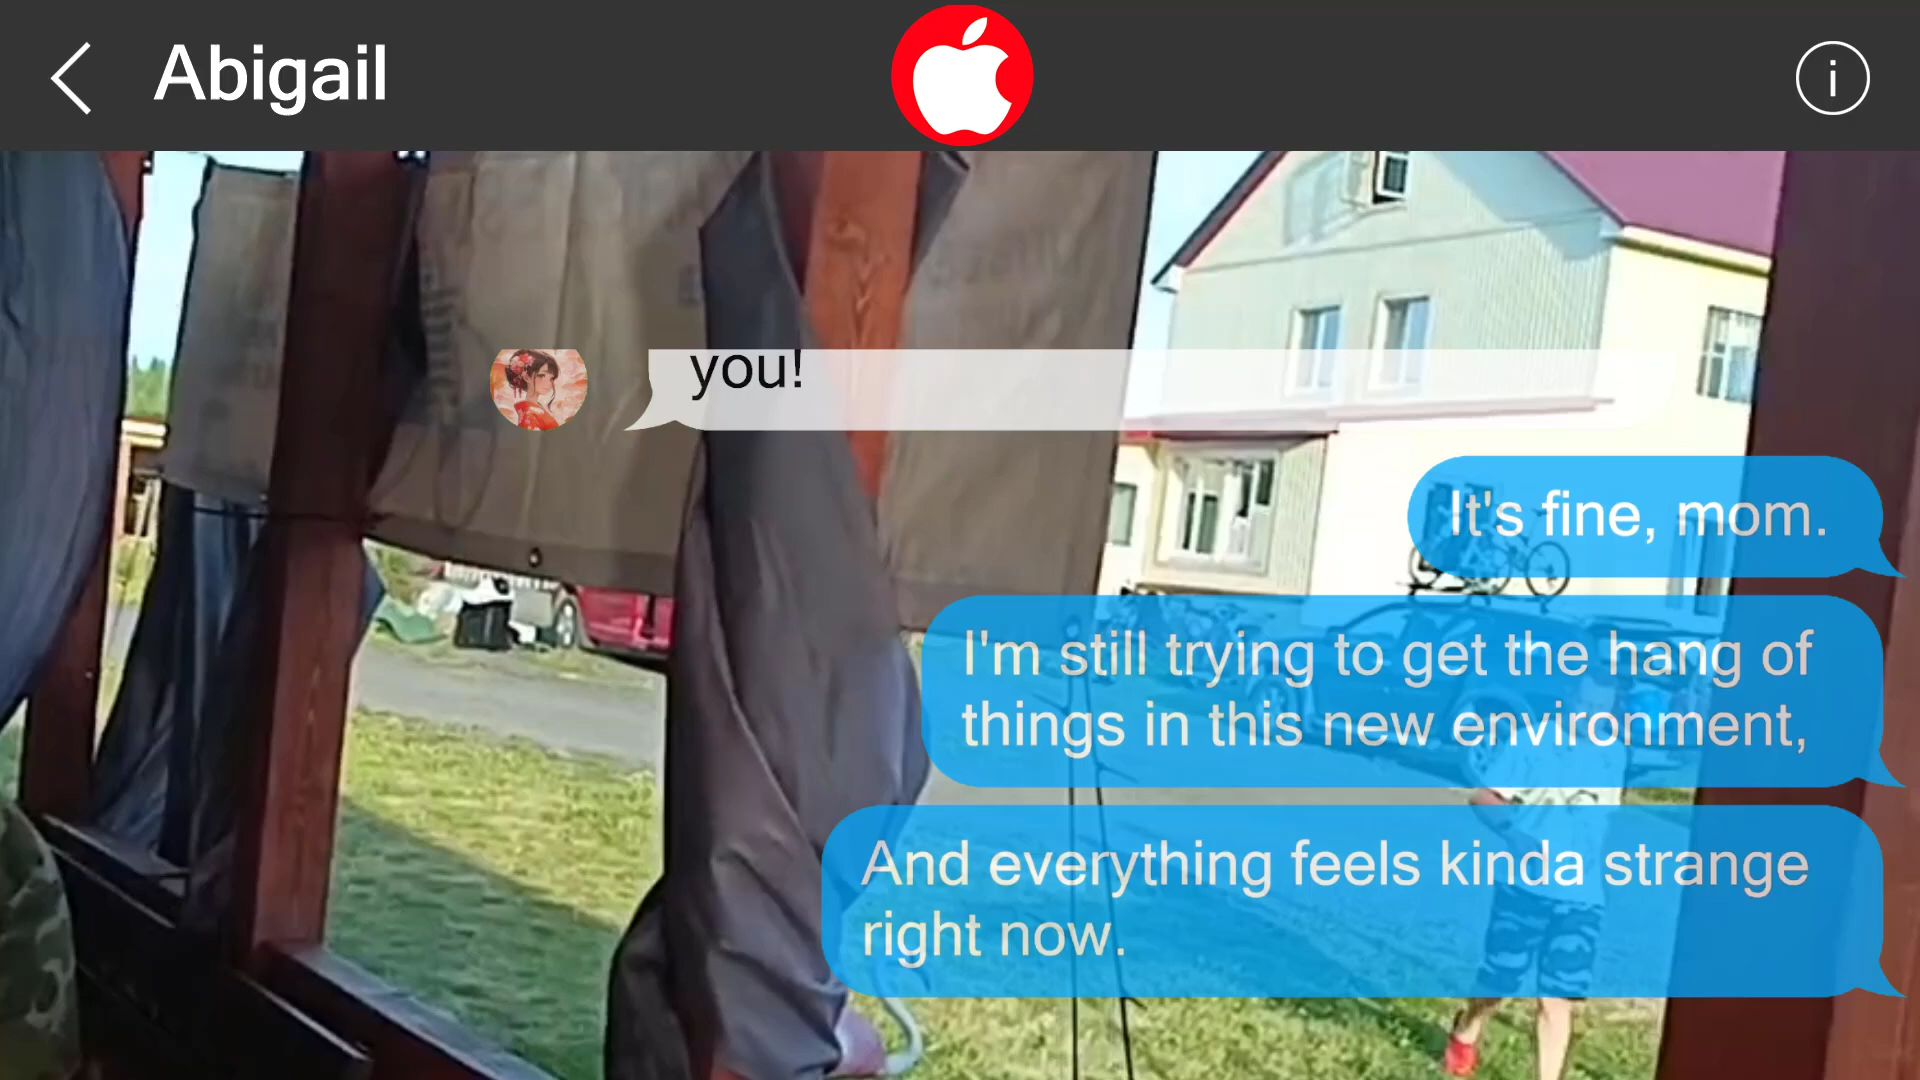 Abigail
you!
It's fine, mom.
I'm still trying to get the hang of
things in this new environment,
And everything feels kinda strange
right now.